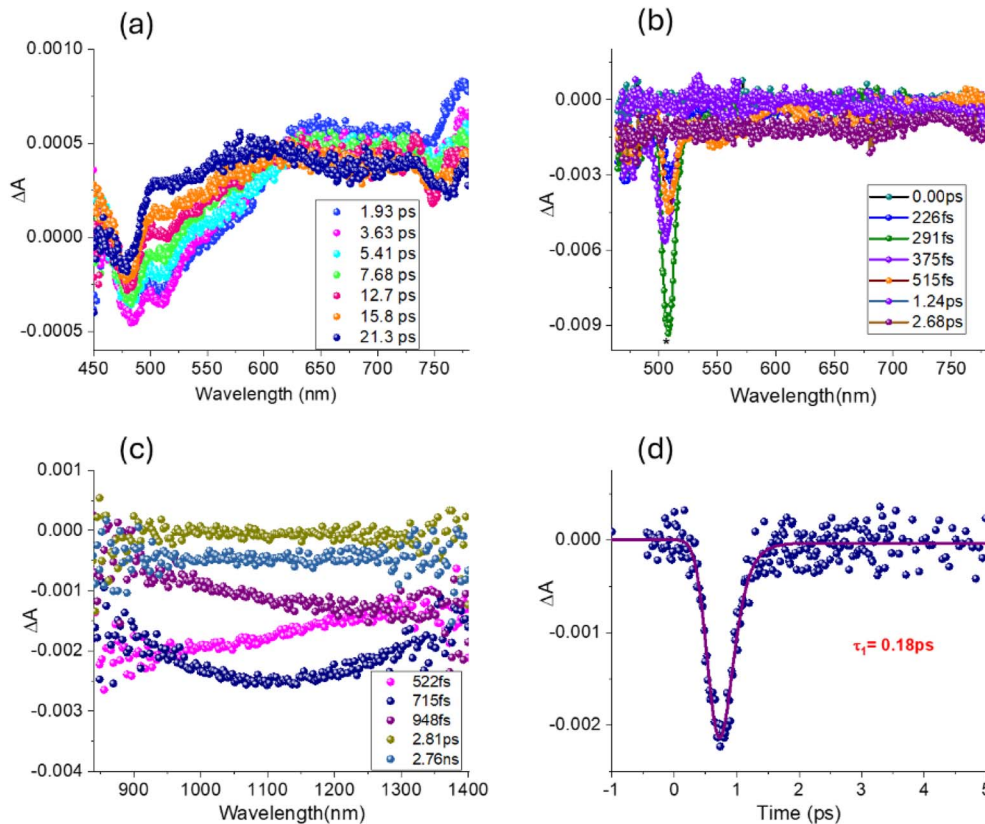 (a)
0.0010
0.0005
0.0000
-0.0005
ΔA
1.93 ps
3.63 ps
5.41 ps
7.68 ps
12.7 ps
15.8 ps
21.3 ps
450 500 550 600 650 700 750
Wavelength (nm)
(b)
0.000
-0.003
-0.006
-0.009
ΔA
0.00ps
226fs
291fs
375fs
515fs
1.24ps
2.68ps
*
500 550 600 650 700 750
Wavelength(nm)
(c)
0.001
0.000
-0.001
-0.002
-0.003
-0.004
ΔA
522fs
715fs
948fs
2.81ps
2.76ns
900 1000 1100 1200 1300 1400
Wavelength(nm)
(d)
0.000
-0.001
-0.002
ΔA
τ₁= 0.18ps
-1 0 1 2 3 4 5
Time (ps)